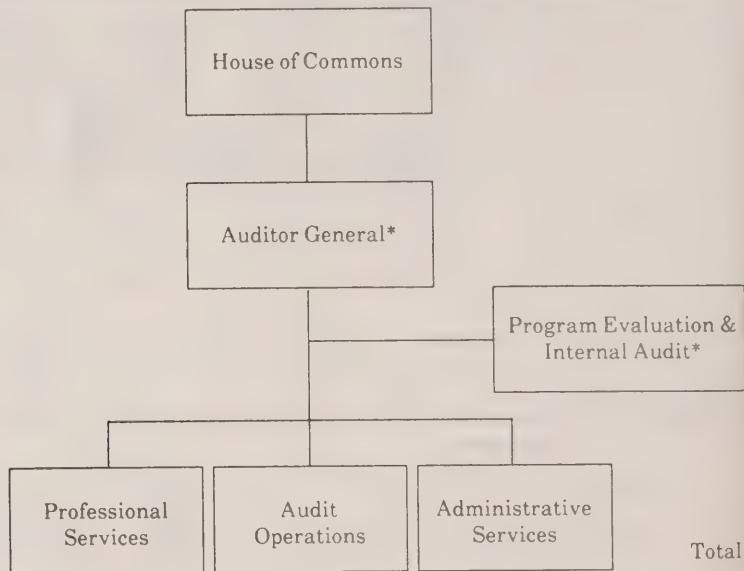 House of Commons
Auditor General*
Program Evaluation &
Internal Audit*
Professional
Services
Audit
Operations
Administrative
Services
Total